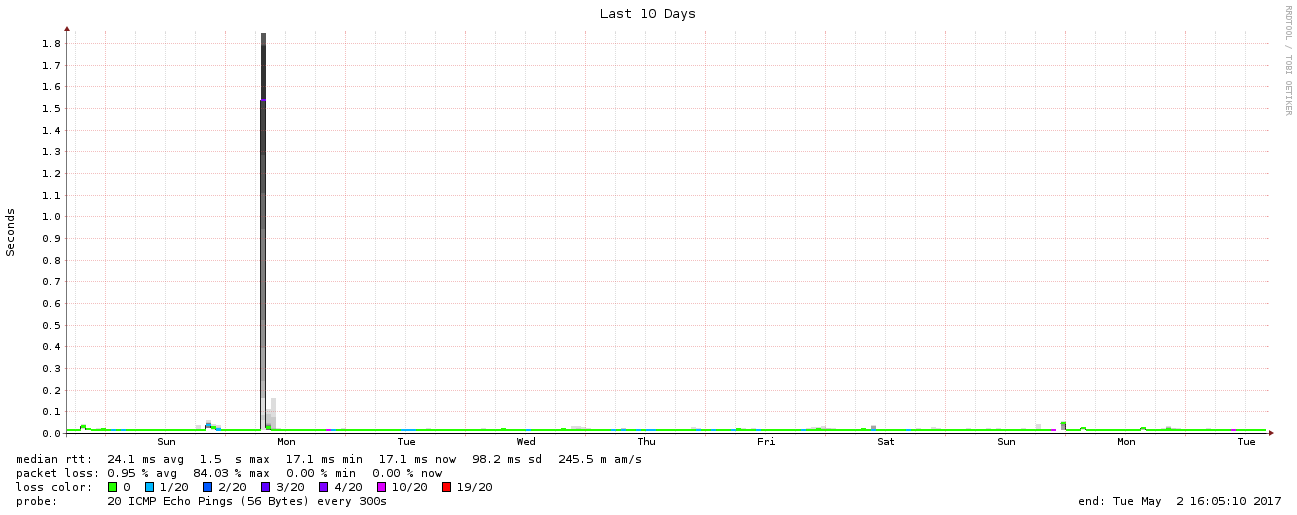 Last 10 Days
RRDTOOL / TOBI OETIKER
Seconds
1.8
1.7
1.6
1.5
1.4
1.3
1.2
1.1
1.0
0.9
0.8
0.7
0.6
0.5
0.4
0.3
0.2
0.1
0.0
Sun Mon Tue Wed Thu Fri Sat Sun Mon Tue
median rtt: 24.1 ms avg 1.5 s max 17.1 ms min 17.1 ms now 98.2 ms sd 245.5 m am/s
packet loss: 0.95 % avg 84.03 % max 0.00 % min 0.00 % now
loss color: 0 1/20 2/20 3/20 4/20 10/20 19/20
probe: 20 ICMP Echo Pings (56 Bytes) every 300s end: Tue May 2 16:05:10 2017